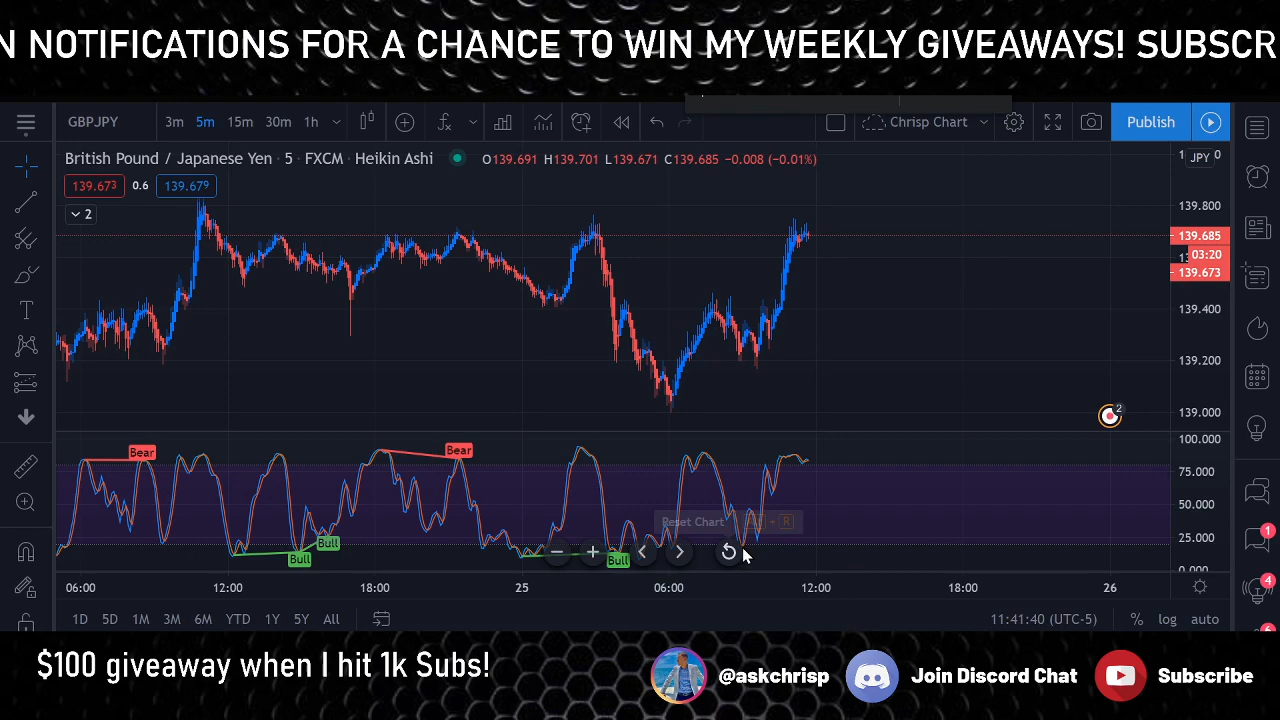 N NOTIFICATIONS FOR A CHANCE TO WIN MY WEEKLY GIVEAWAYS! SUBSCR
GBPJPY 3m 5m 15m 30m 1h Chrisp Chart Publish
British Pound / Japanese Yen · 5 · FXCM · Heikin Ashi O139.691 H139.701 L139.671 C139.685 −0.008 (−0.01%)
JPY
139.673 0.6 139.679
2
139.800
139.685
03:20
139.673
139.400
139.200
139.000
2
100.000
75.000
50.000
25.000
0.000
Bear
Bear
Bull
Bull
Bull
Reset Chart + R
06:00 12:00 18:00 25 06:00 12:00 18:00 26
1D 5D 1M 3M 6M YTD 1Y 5Y All 11:41:40 (UTC-5) % log auto
1
4
$100 giveaway when I hit 1k Subs!
@askchrisp Join Discord Chat Subscribe